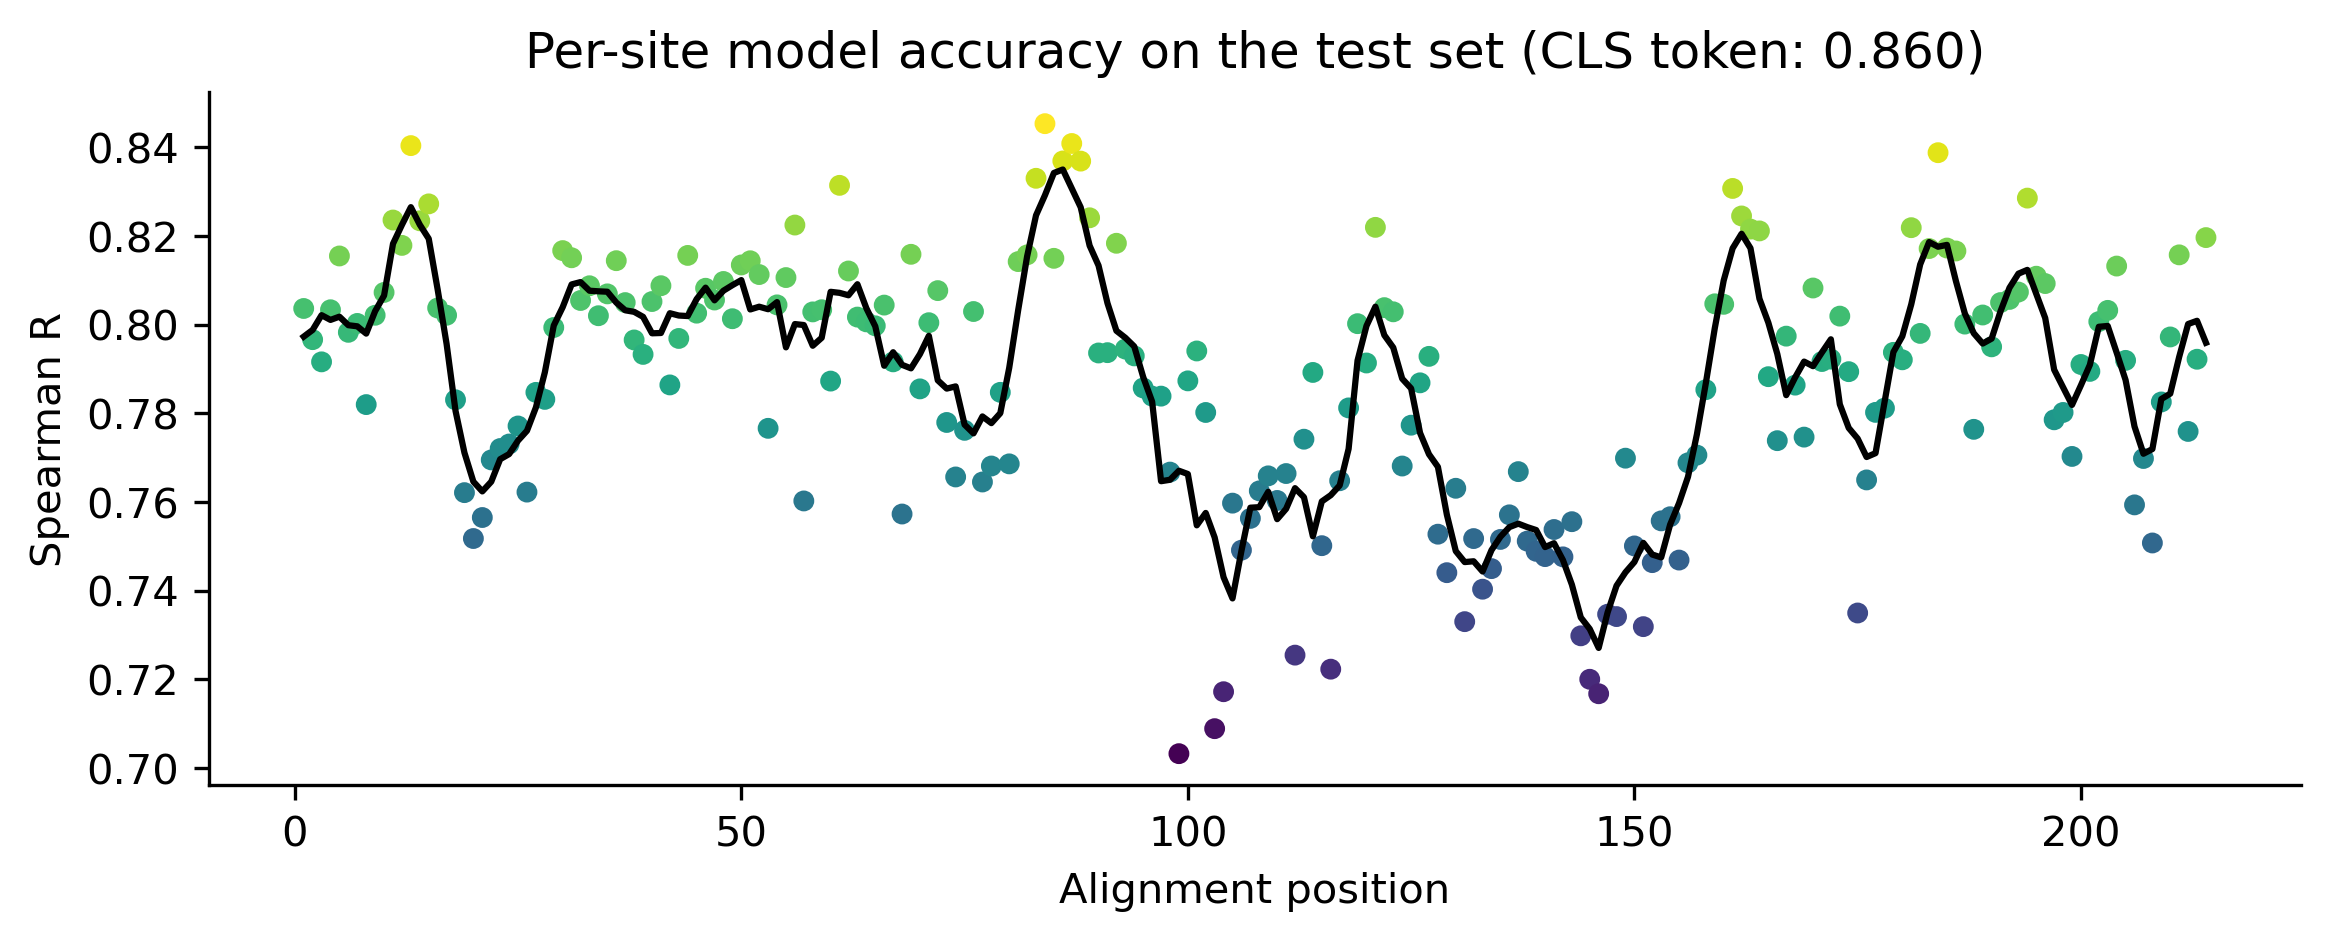 Per-site model accuracy on the test set (CLS token: 0.860)
Spearman R
0.84
0.82
0.80
0.78
0.76
0.74
0.72
0.70
0 50 100 150 200
Alignment position